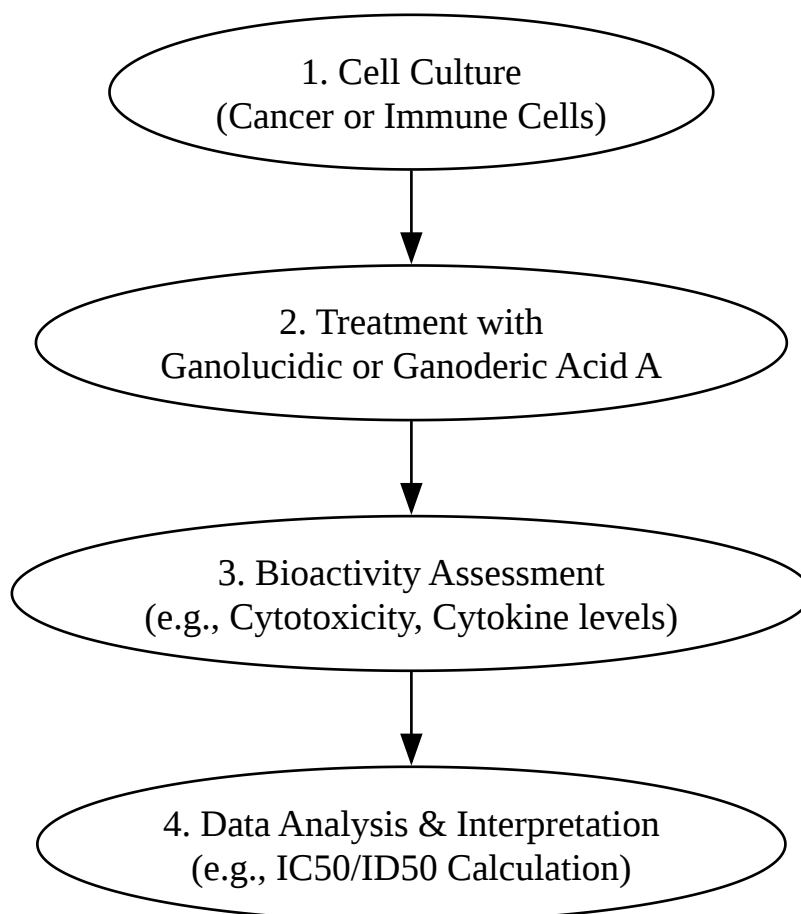 1. Cell Culture
(Cancer or Immune Cells)
2. Treatment with
Ganolucidic or Ganoderic Acid A
3. Bioactivity Assessment
(e.g., Cytotoxicity, Cytokine levels)
4. Data Analysis & Interpretation
(e.g., IC50/ID50 Calculation)